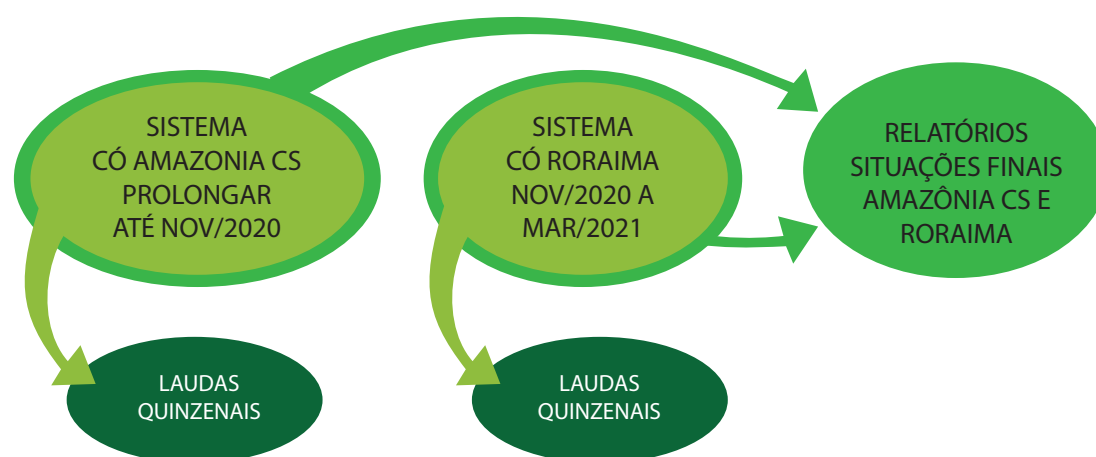 SISTEMA
CÓ AMAZONIA CS
PROLONGAR
ATÉ NOV/2020
SISTEMA
CÓ RORAIMA
NOV/2020 A
MAR/2021
RELATÓRIOS
SITUAÇÕES FINAIS
AMAZÔNIA CS E
RORAIMA
LAUDAS
QUINZENAIS
LAUDAS
QUINZENAIS